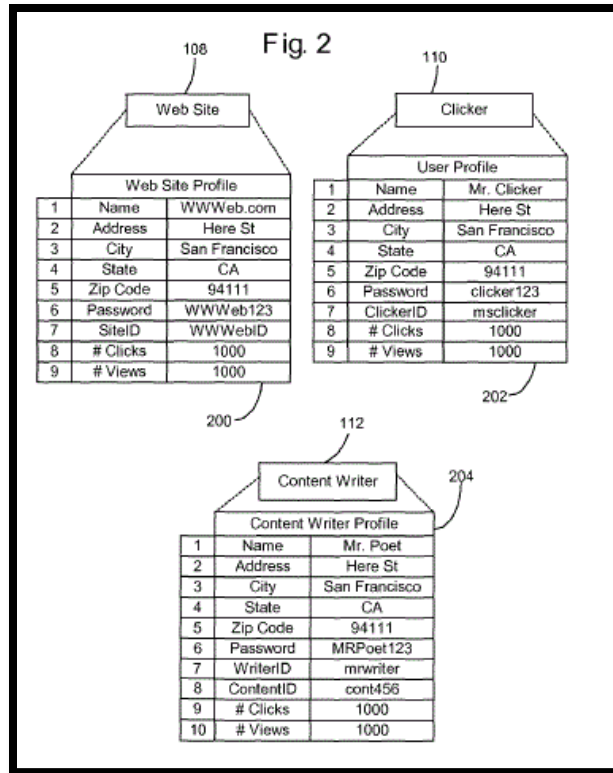 Fig. 2
108
Web Site
Web Site Profile
1 Name WWWeb.com
2 Address Here St
3 City San Francisco
4 State CA
5 Zip Code 94111
6 Password WWWeb123
7 SiteID WWWebID
8 # Clicks 1000
9 # Views 1000
200
110
Clicker
User Profile
1 Name Mr. Clicker
2 Address Here St
3 City San Francisco
4 State CA
5 Zip Code 94111
6 Password clicker123
7 ClickerID msclicker
8 # Clicks 1000
9 # Views 1000
202
112
Content Writer
204
Content Writer Profile
1 Name Mr. Poet
2 Address Here St
3 City San Francisco
4 State CA
5 Zip Code 94111
6 Password MRPoet123
7 WriterID mrwriter
8 ContentID cont456
9 # Clicks 1000
10 # Views 1000